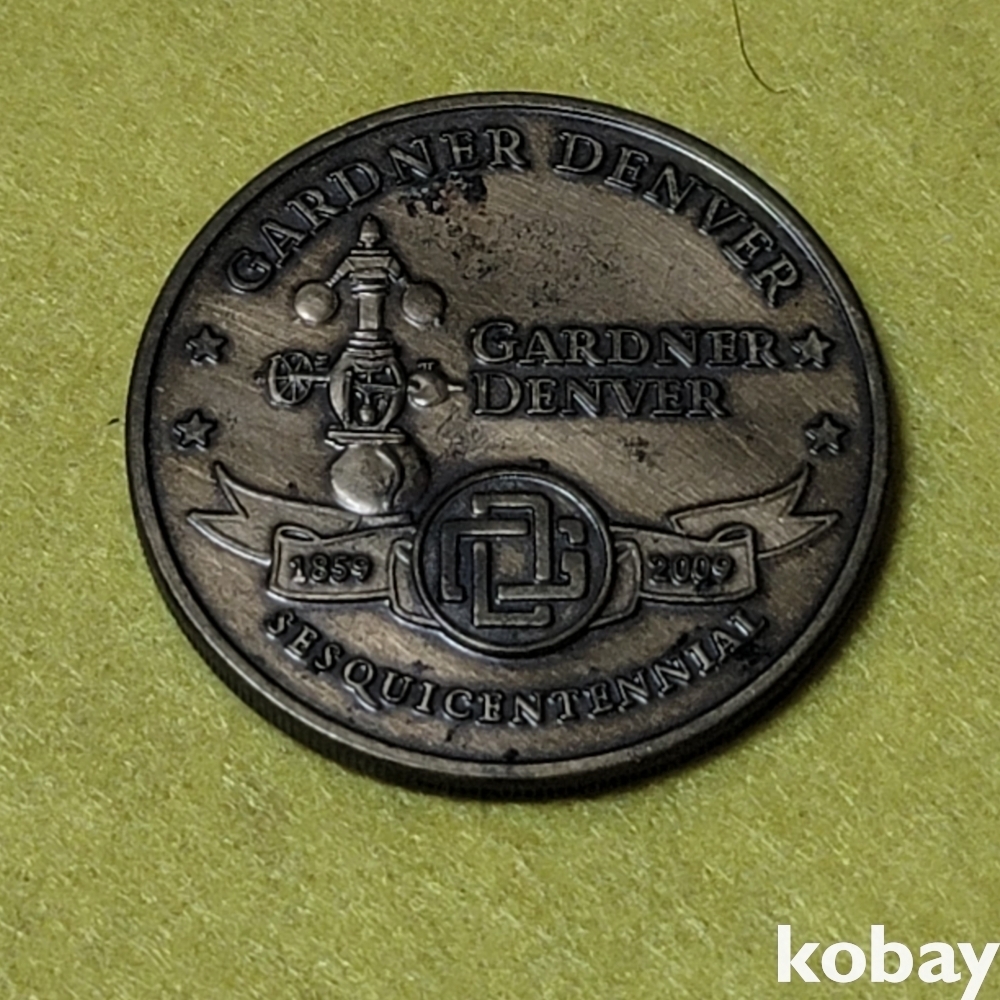 GARDNER DENVER
GARDNER
DENVER
1859
2009
SESQUICENTENNIAL
kobay